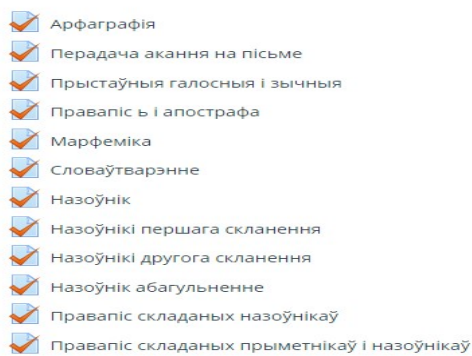 Арфаграфія
Перадача акання на пісьме
Прыстаўныя галосныя і зычныя
Правапіс ь і апострафа
Марфеміка
Словаўтварэнне
Назоўнік
Назоўнікі першага скланення
Назоўнікі другога скланення
Назоўнік абагульненне
Правапіс складаных назоўнікаў
Правапіс складаных прыметнікаў і назоўнікаў